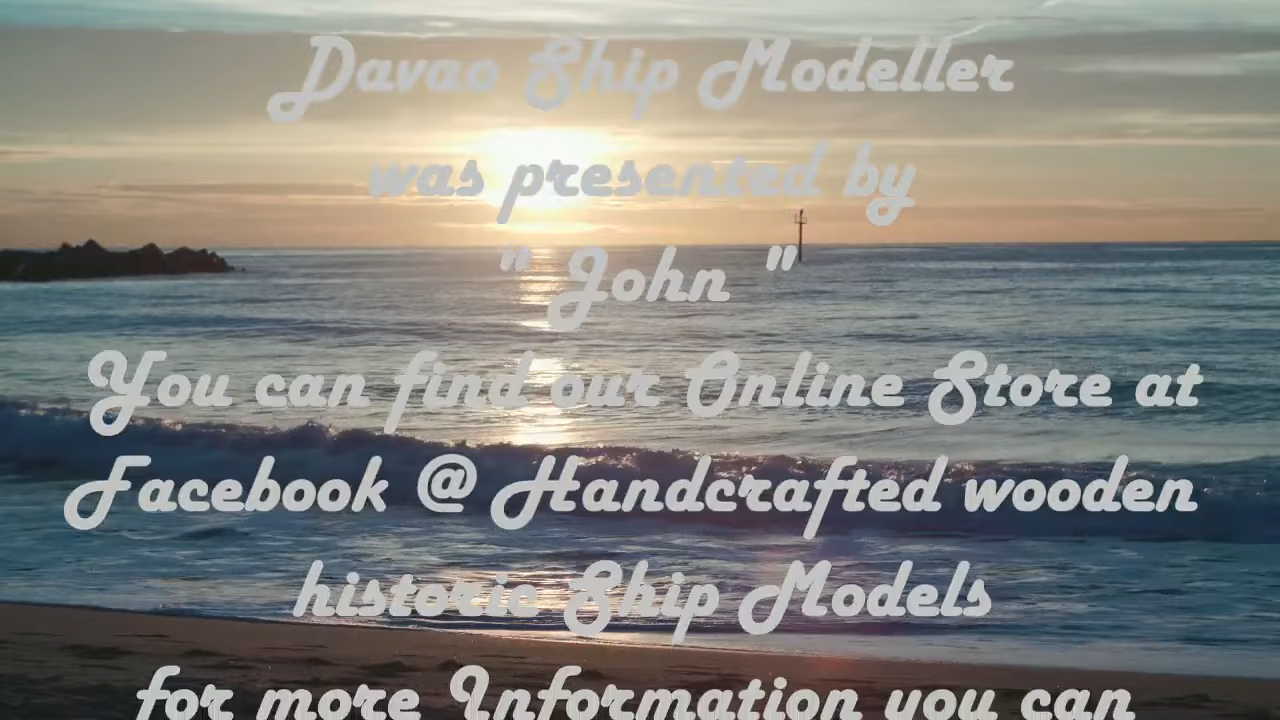 Davao Ship Modeller
was presented by
" John "
You can find our Online Store at
Facebook @ Handcrafted wooden
historic Ship Models
for more Information you can